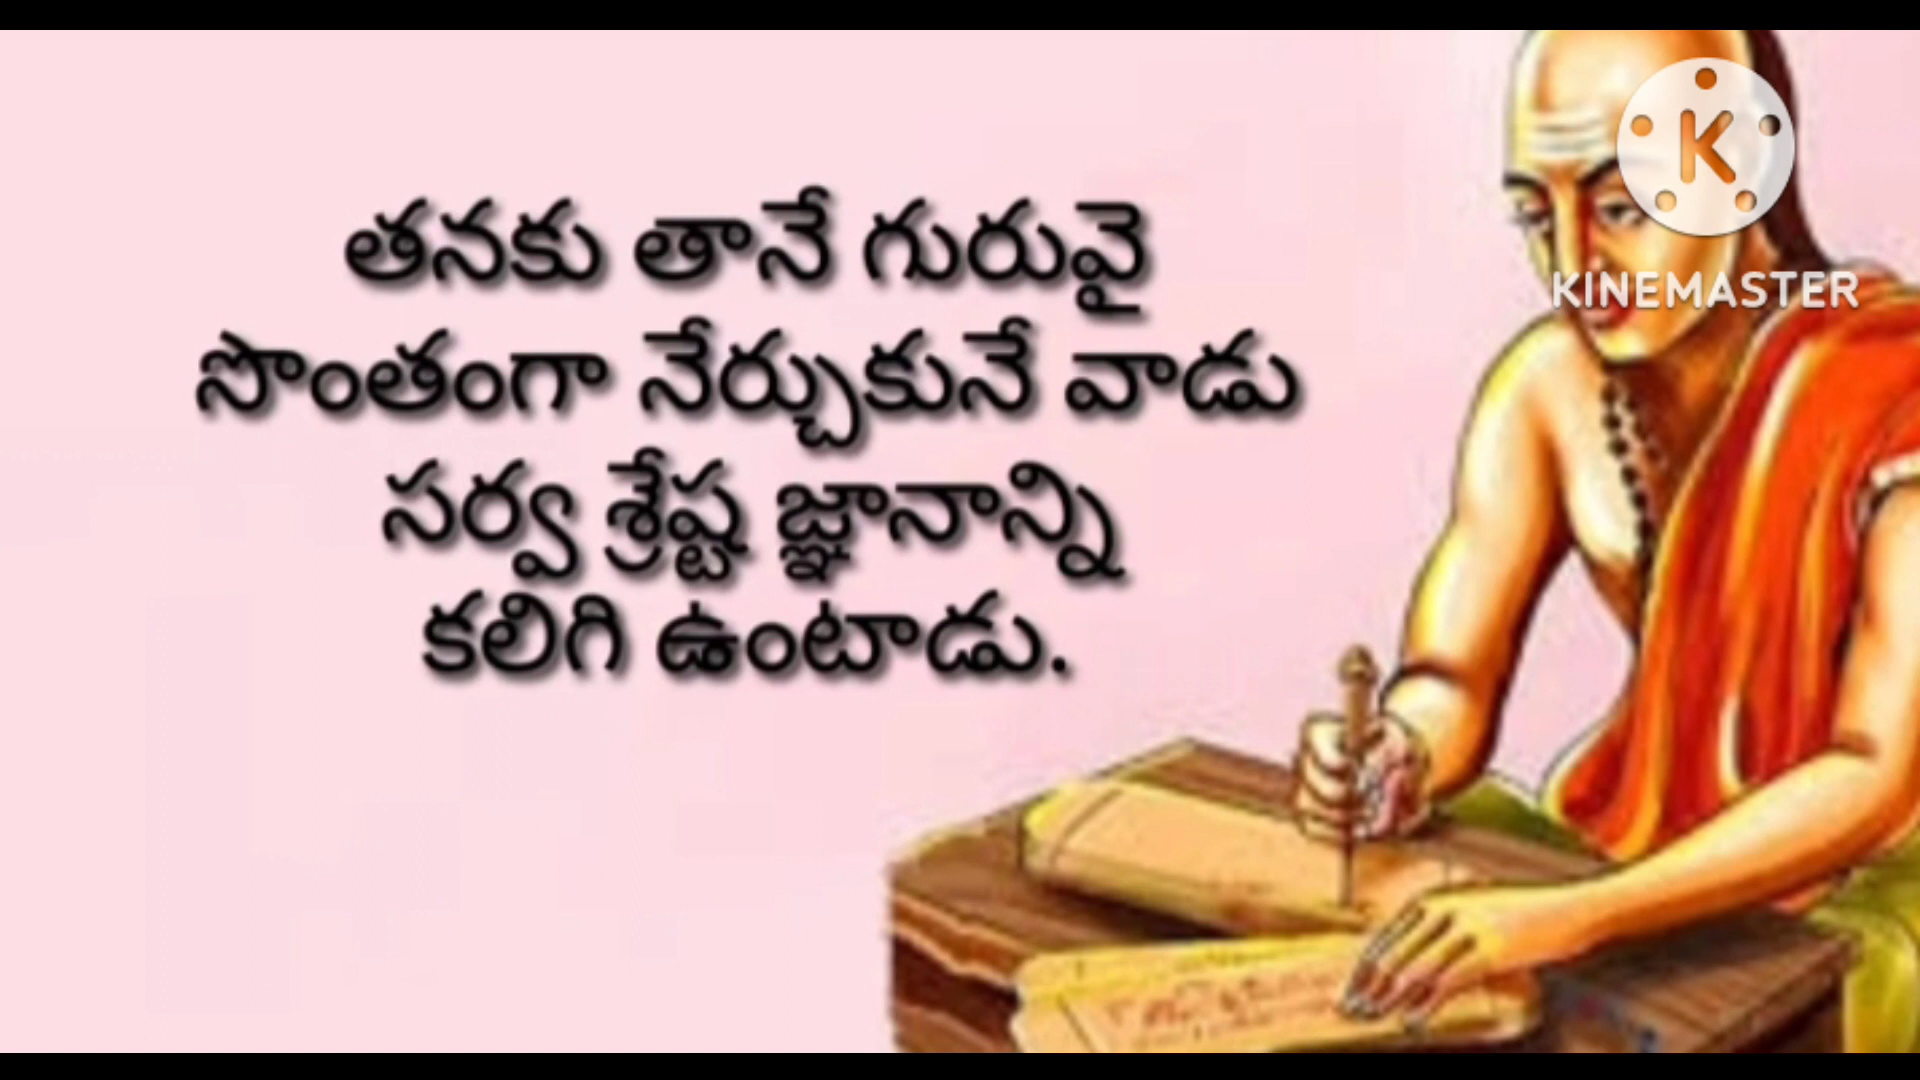 తనకు తానే గురువై
సొంతంగా నేర్చుకునే వాడు
సర్వ శ్రేష్ట జ్ఞానాన్ని
కలిగి ఉంటాడు.
K
KINEMASTER